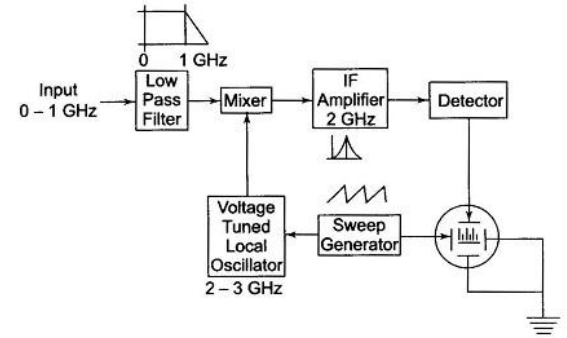 0 1 GHz
Input
0 – 1 GHz
Low
Pass
Filter
Mixer
IF
Amplifier
2 GHz
Detector
Voltage
Tuned
Local
Oscillator
2 – 3 GHz
Sweep
Generator